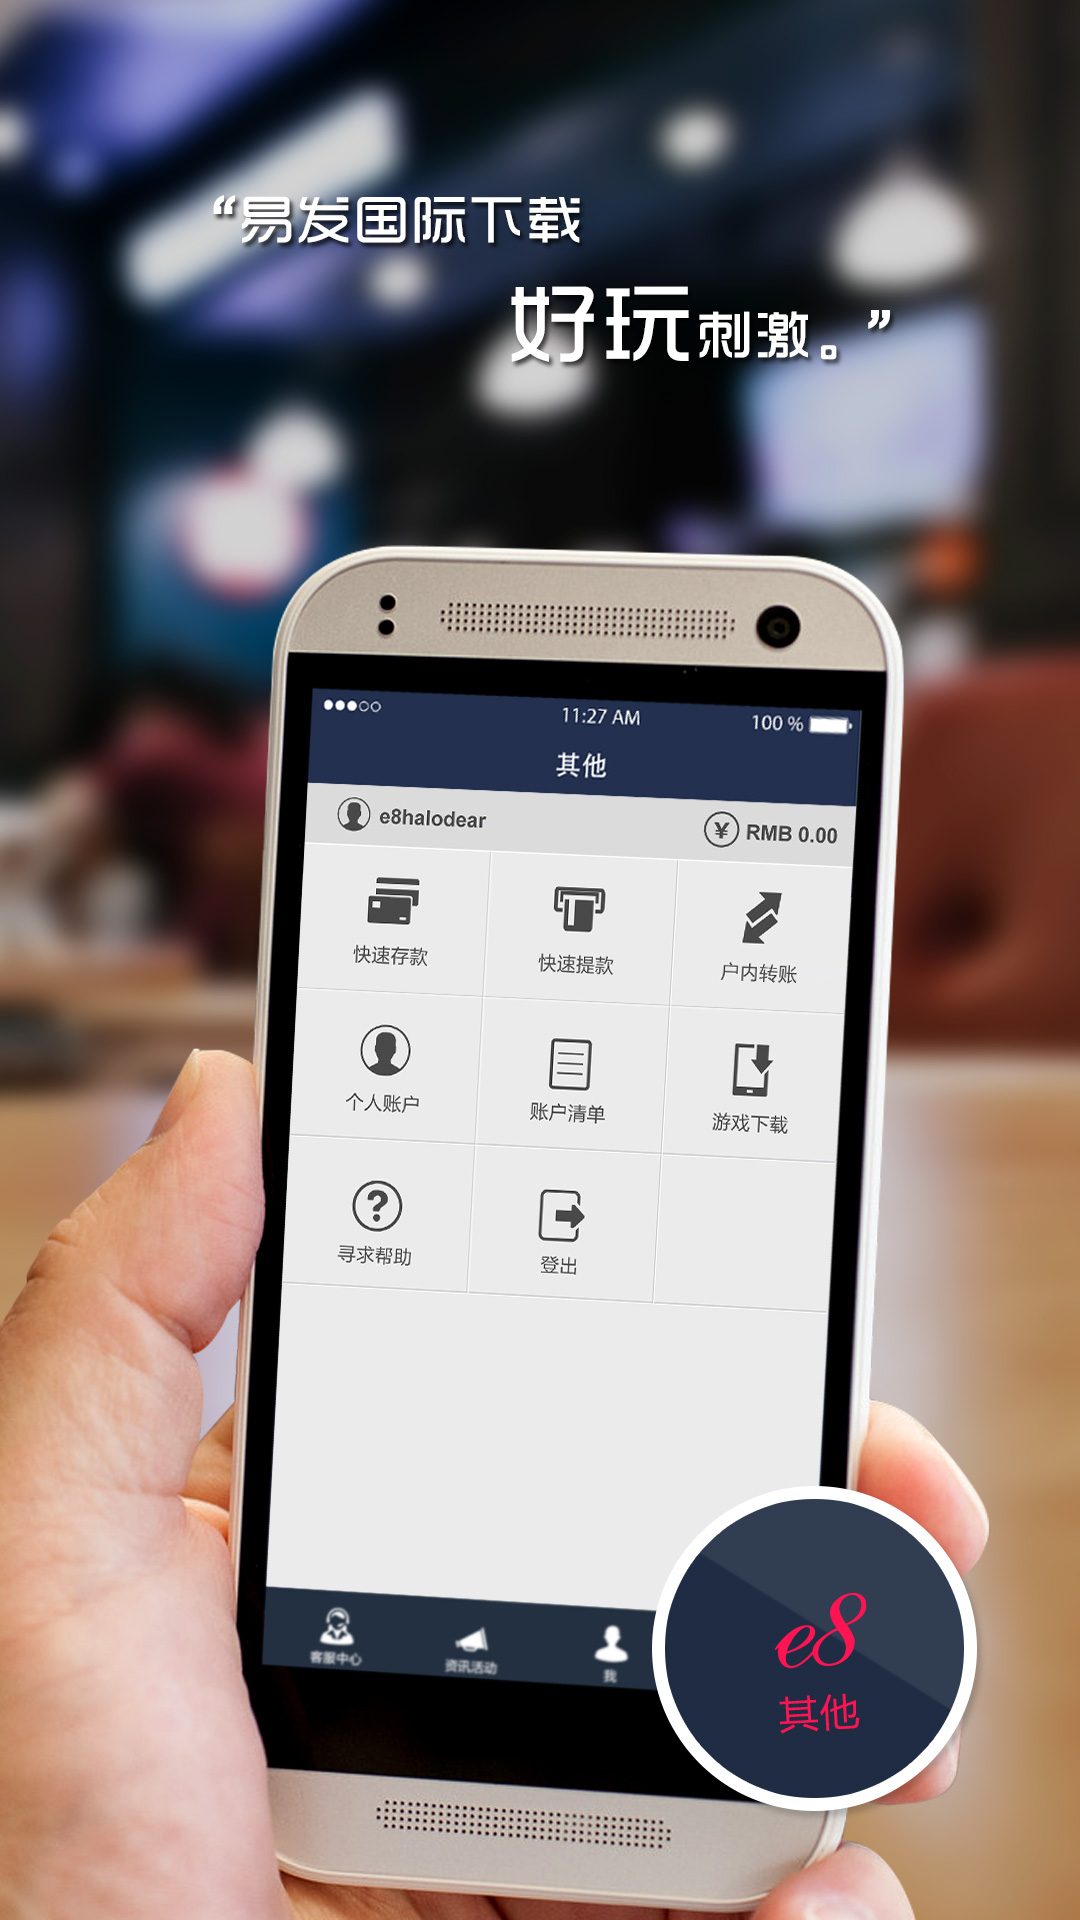 “易发国际下载
好玩刺激。”
11:27 AM
100 %
其他
e8halodear
¥ RMB 0.00
快速存款
快速提款
户内转账
个人账户
账户清单
游戏下载
?
寻求帮助
登出
客服中心
资讯活动
我
e8
其他